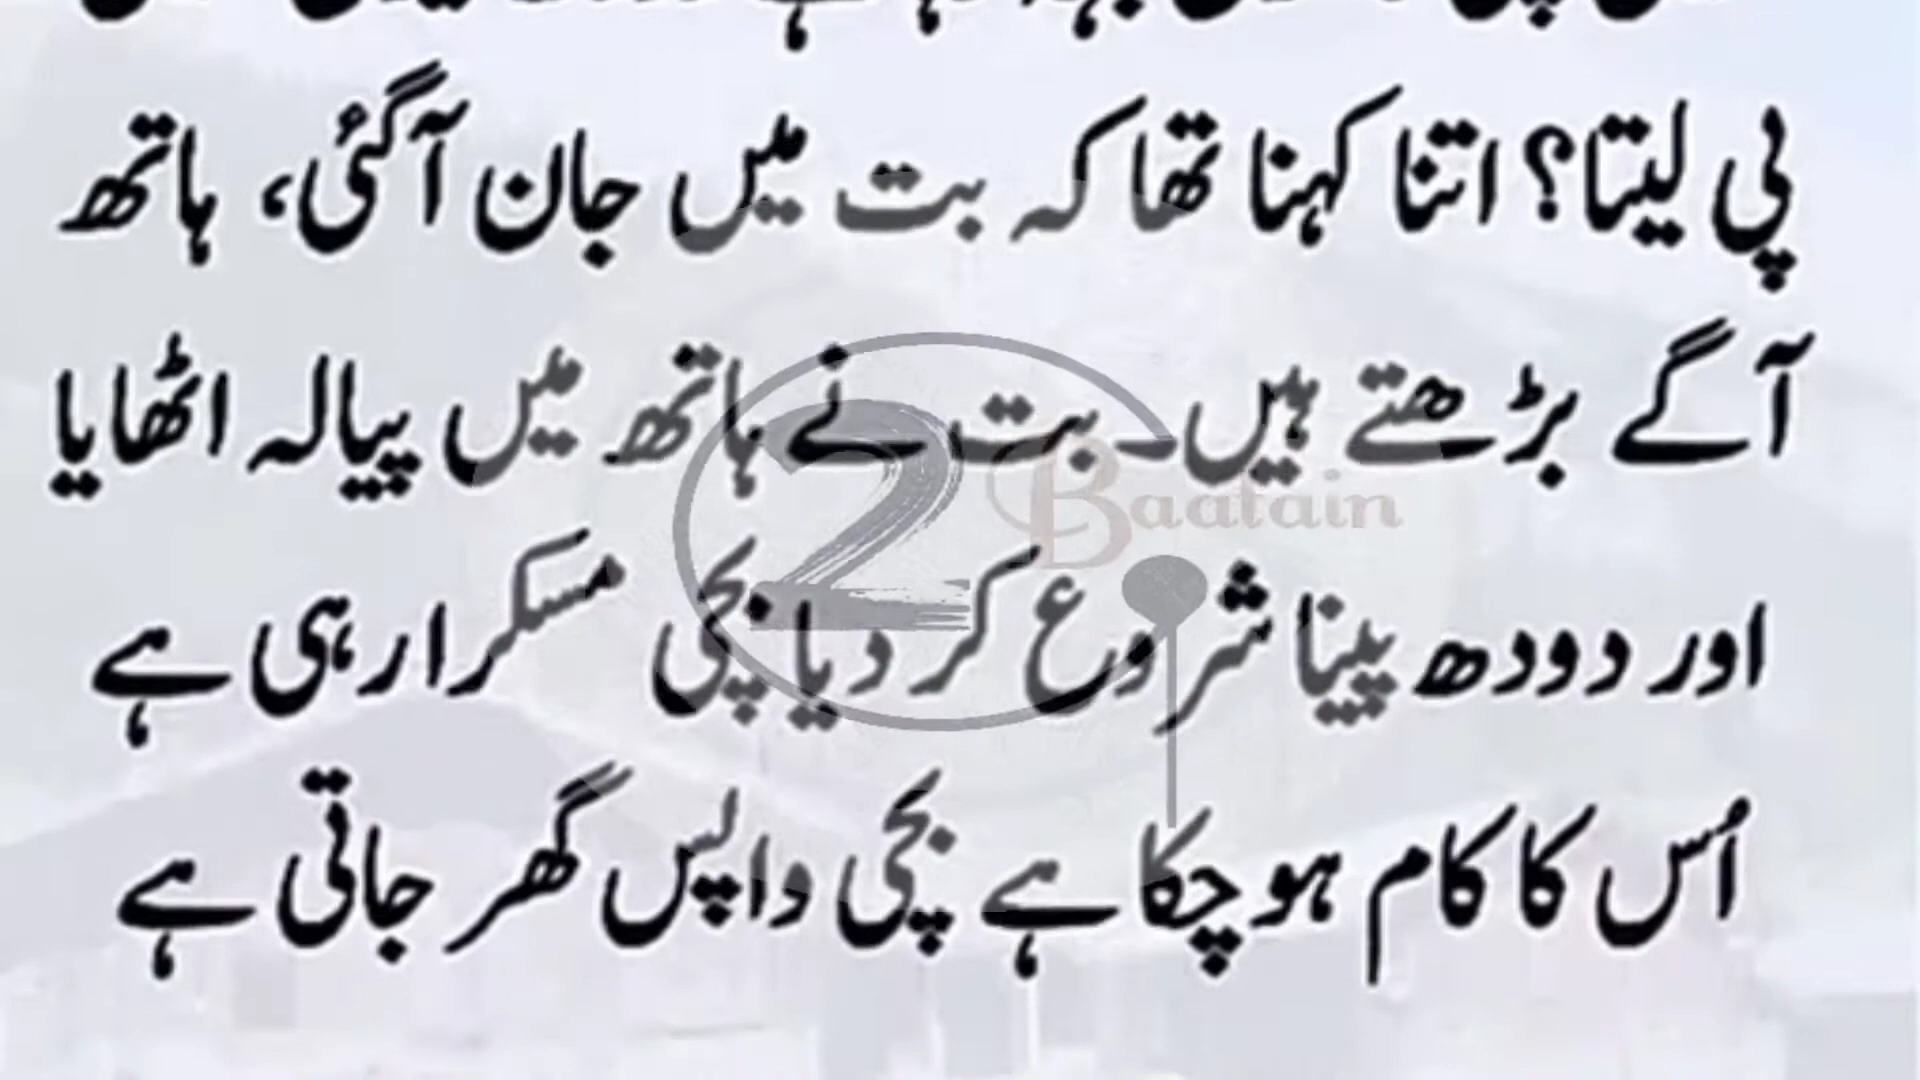 پی لیتا؟ اتنا کہنا تھا کہ بت میں جان آگئی، ہاتھ
آگے بڑھتے ہیں۔ بت نے ہاتھ میں پیالہ اٹھایا
2 Baatain
اور دودھ پینا شروع کر دیا بچی مسکرا رہی ہے
اُس کا کام ہو چکا ہے بچی واپس گھر جاتی ہے